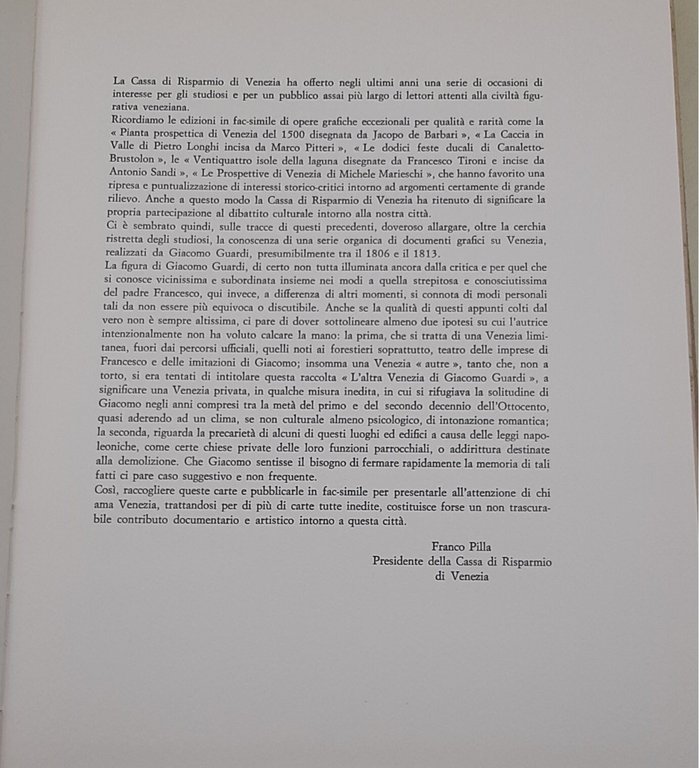 La Cassa di Risparmio di Venezia ha offerto negli ultimi anni una serie di occasioni di
interesse per gli studiosi e per un pubblico assai più largo di lettori attenti alla civiltà figu-
rativa veneziana.
Ricordiamo le edizioni in fac-simile di opere grafiche eccezionali per qualità e rarità come la
« Pianta prospettica di Venezia del 1500 disegnata da Jacopo de Barbari », « La Caccia in
Valle di Pietro Longhi incisa da Marco Pitteri », « Le dodici feste ducali di Canaletto-
Brustolon », le « Ventiquattro isole della laguna disegnate da Francesco Tironi e incise da
Antonio Sandi », « Le Prospettive di Venezia di Michele Marieschi », che hanno favorito una
ripresa e puntualizzazione di interessi storico-critici intorno ad argomenti certamente di grande
rilievo. Anche a questo modo la Cassa di Risparmio di Venezia ha ritenuto di significare la
propria partecipazione al dibattito culturale intorno alla nostra città.
Ci è sembrato quindi, sulle tracce di questi precedenti, doveroso allargare, oltre la cerchia
ristretta degli studiosi, la conoscenza di una serie organica di documenti grafici su Venezia,
realizzati da Giacomo Guardi, presumibilmente tra il 1806 e il 1813.
La figura di Giacomo Guardi, di certo non tutta illuminata ancora dalla critica e per quel che
si conosce vicinissima e subordinata insieme nei modi a quella strepitosa e conosciutissima
del padre Francesco, qui invece, a differenza di altri momenti, si connota di modi personali
tali da non essere più equivoca o discutibile. Anche se la qualità di questi appunti colti dal
vero non è sempre altissima, ci pare di dover sottolineare almeno due ipotesi su cui l'autrice
intenzionalmente non ha voluto calcare la mano: la prima, che si tratta di una Venezia limi-
tanea, fuori dai percorsi ufficiali, quelli noti ai forestieri soprattutto, teatro delle imprese di
Francesco e delle imitazioni di Giacomo; insomma una Venezia « autre », tanto che, non a
torto, si era tentati di intitolare questa raccolta « L'altra Venezia di Giacomo Guardi », a
significare una Venezia privata, in qualche misura inedita, in cui si rifugiava la solitudine di
Giacomo negli anni compresi tra la metà del primo e del secondo decennio dell'Ottocento,
quasi aderendo ad un clima, se non culturale almeno psicologico, di intonazione romantica;
la seconda, riguarda la precarietà di alcuni di questi luoghi ed edifici a causa delle leggi napo-
leoniche, come certe chiese private delle loro funzioni parrocchiali, o addirittura destinate
alla demolizione. Che Giacomo sentisse il bisogno di fermare rapidamente la memoria di tali
fatti ci pare caso suggestivo e non frequente.
Così, raccogliere queste carte e pubblicarle in fac-simile per presentarle all'attenzione di chi
ama Venezia, trattandosi per di più di carte tutte inedite, costituisce forse un non trascura-
bile contributo documentario e artistico intorno a questa città.
Franco Pilla
Presidente della Cassa di Risparmio
di Venezia